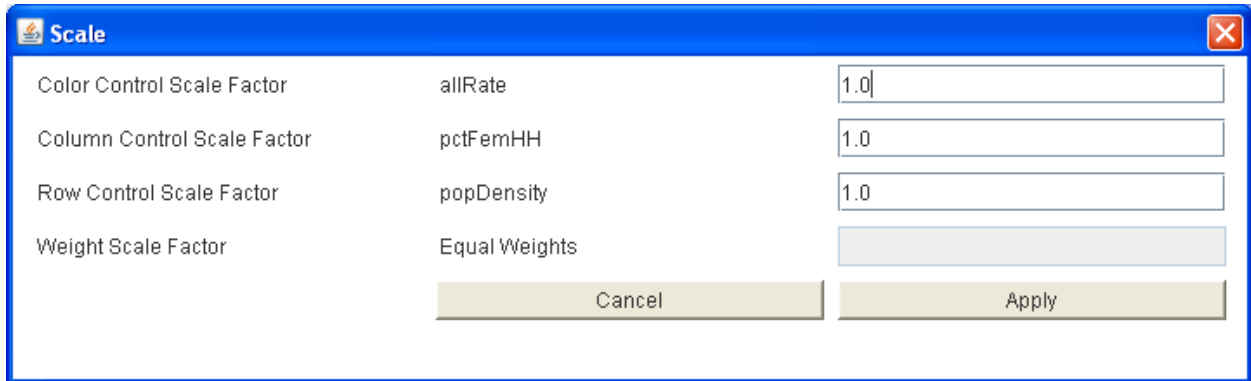 Scale
Color Control Scale Factor allRate 1.0
Column Control Scale Factor pctFemHH 1.0
Row Control Scale Factor popDensity 1.0
Weight Scale Factor Equal Weights
Cancel Apply